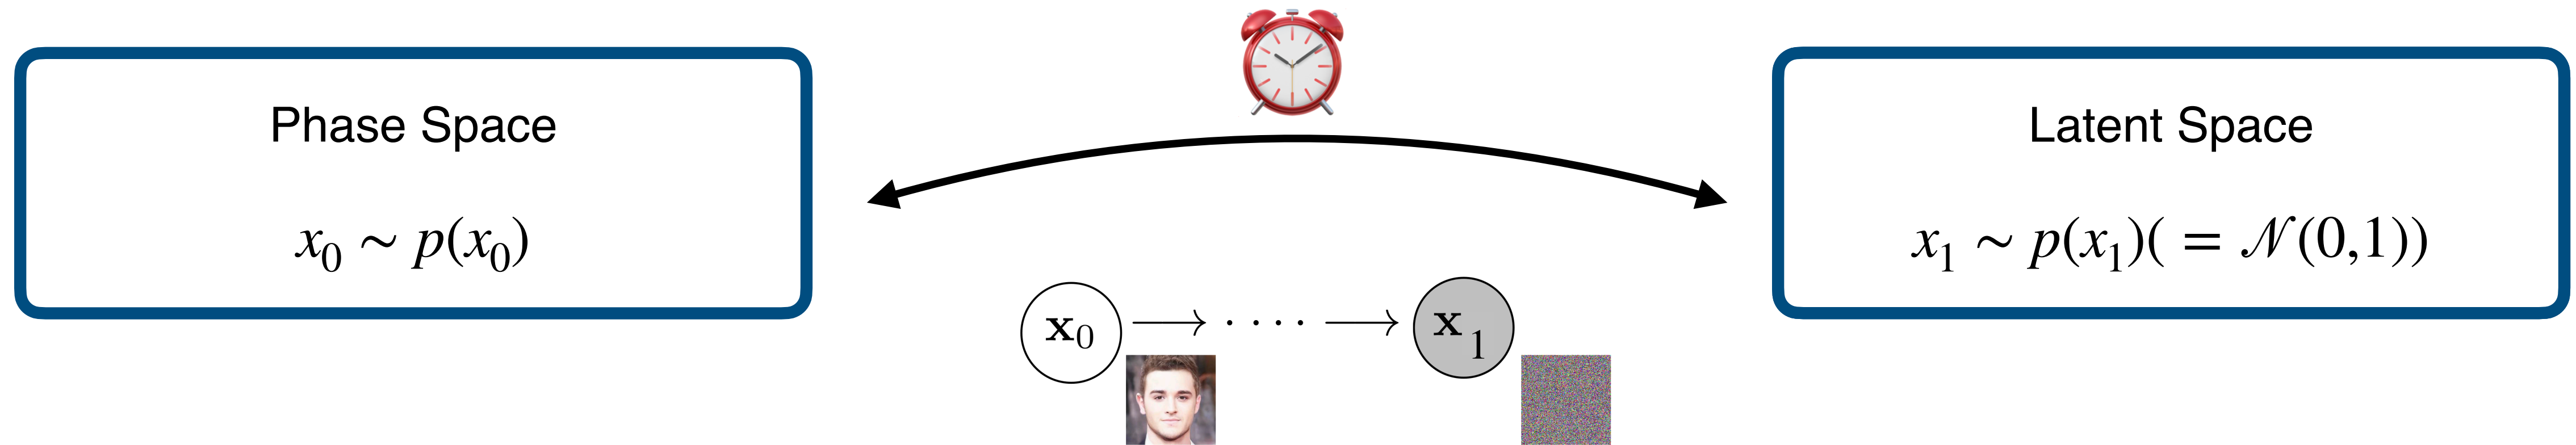 Phase Space
x₀ ~ p(x₀)
Latent Space
x₁ ~ p(x₁)( = 𝒩(0,1))
x₀ → · · · · → x₁